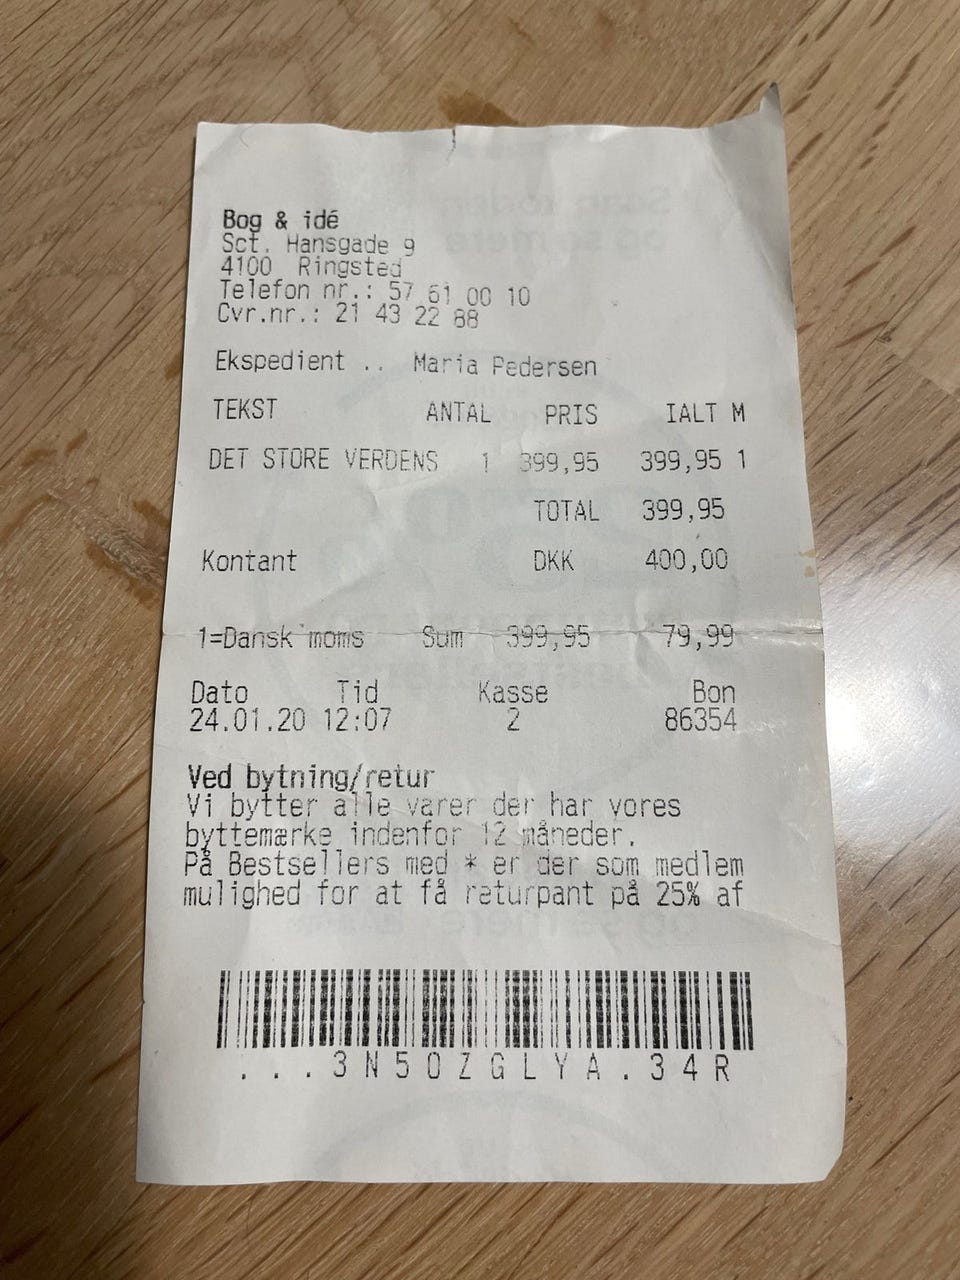 Bog & idé
Sct. Hansgade 9
4100 Ringsted
Telefon nr.: 57 61 00 10
Cvr.nr.: 21 43 22 88
Ekspedient .. Maria Pedersen
TEKST ANTAL PRIS IALT M
DET STORE VERDENS 1 399,95 399,95 1
TOTAL 399,95
Kontant DKK 400,00
1=Dansk moms Sum 399,95 79,99
Dato Tid Kasse Bon
24.01.20 12:07 2 86354
Ved bytning/retur
Vi bytter alle varer der har vores
byttemærke indenfor 12 måneder.
På Bestsellers med * er der som medlem
mulighed for at få returpant på 25% af
...3N5OZGLYA.34R